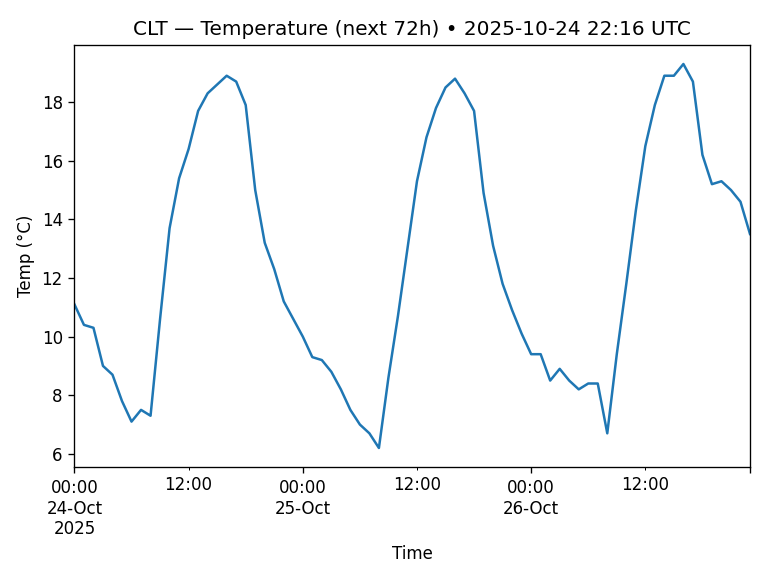 CLT — Temperature (next 72h) • 2025-10-24 22:16 UTC
Temp (°C)
18
16
14
12
10
8
6
00:00 12:00 00:00 12:00 00:00 12:00
24-Oct 25-Oct 26-Oct
2025
Time